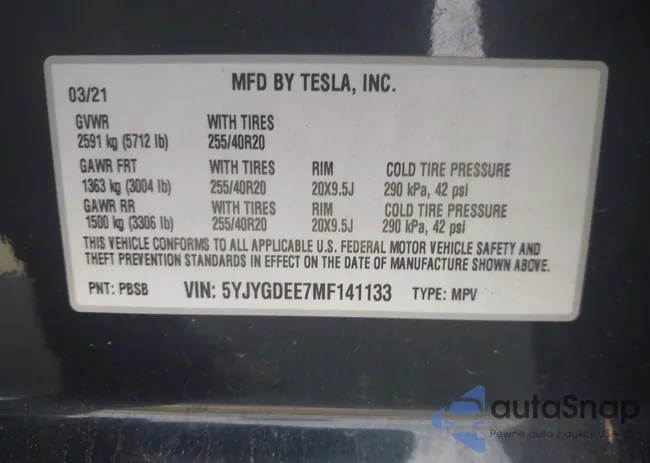 MFD BY TESLA, INC.
03/21
GVWR WITH TIRES
2591 kg (5712 lb) 255/40R20
GAWR FRT WITH TIRES RIM COLD TIRE PRESSURE
1363 kg (3004 lb) 255/40R20 20X9.5J 290 kPa, 42 psi
GAWR RR WITH TIRES RIM COLD TIRE PRESSURE
1500 kg (3306 lb) 255/40R20 20X9.5J 290 kPa, 42 psi
THIS VEHICLE CONFORMS TO ALL APPLICABLE U.S. FEDERAL MOTOR VEHICLE SAFETY AND
THEFT PREVENTION STANDARDS IN EFFECT ON THE DATE OF MANUFACTURE SHOWN ABOVE.
PNT: PBSB VIN: 5YJYGDEE7MF141133 TYPE: MPV
autaSnap
Pewne auta z aukcji USA